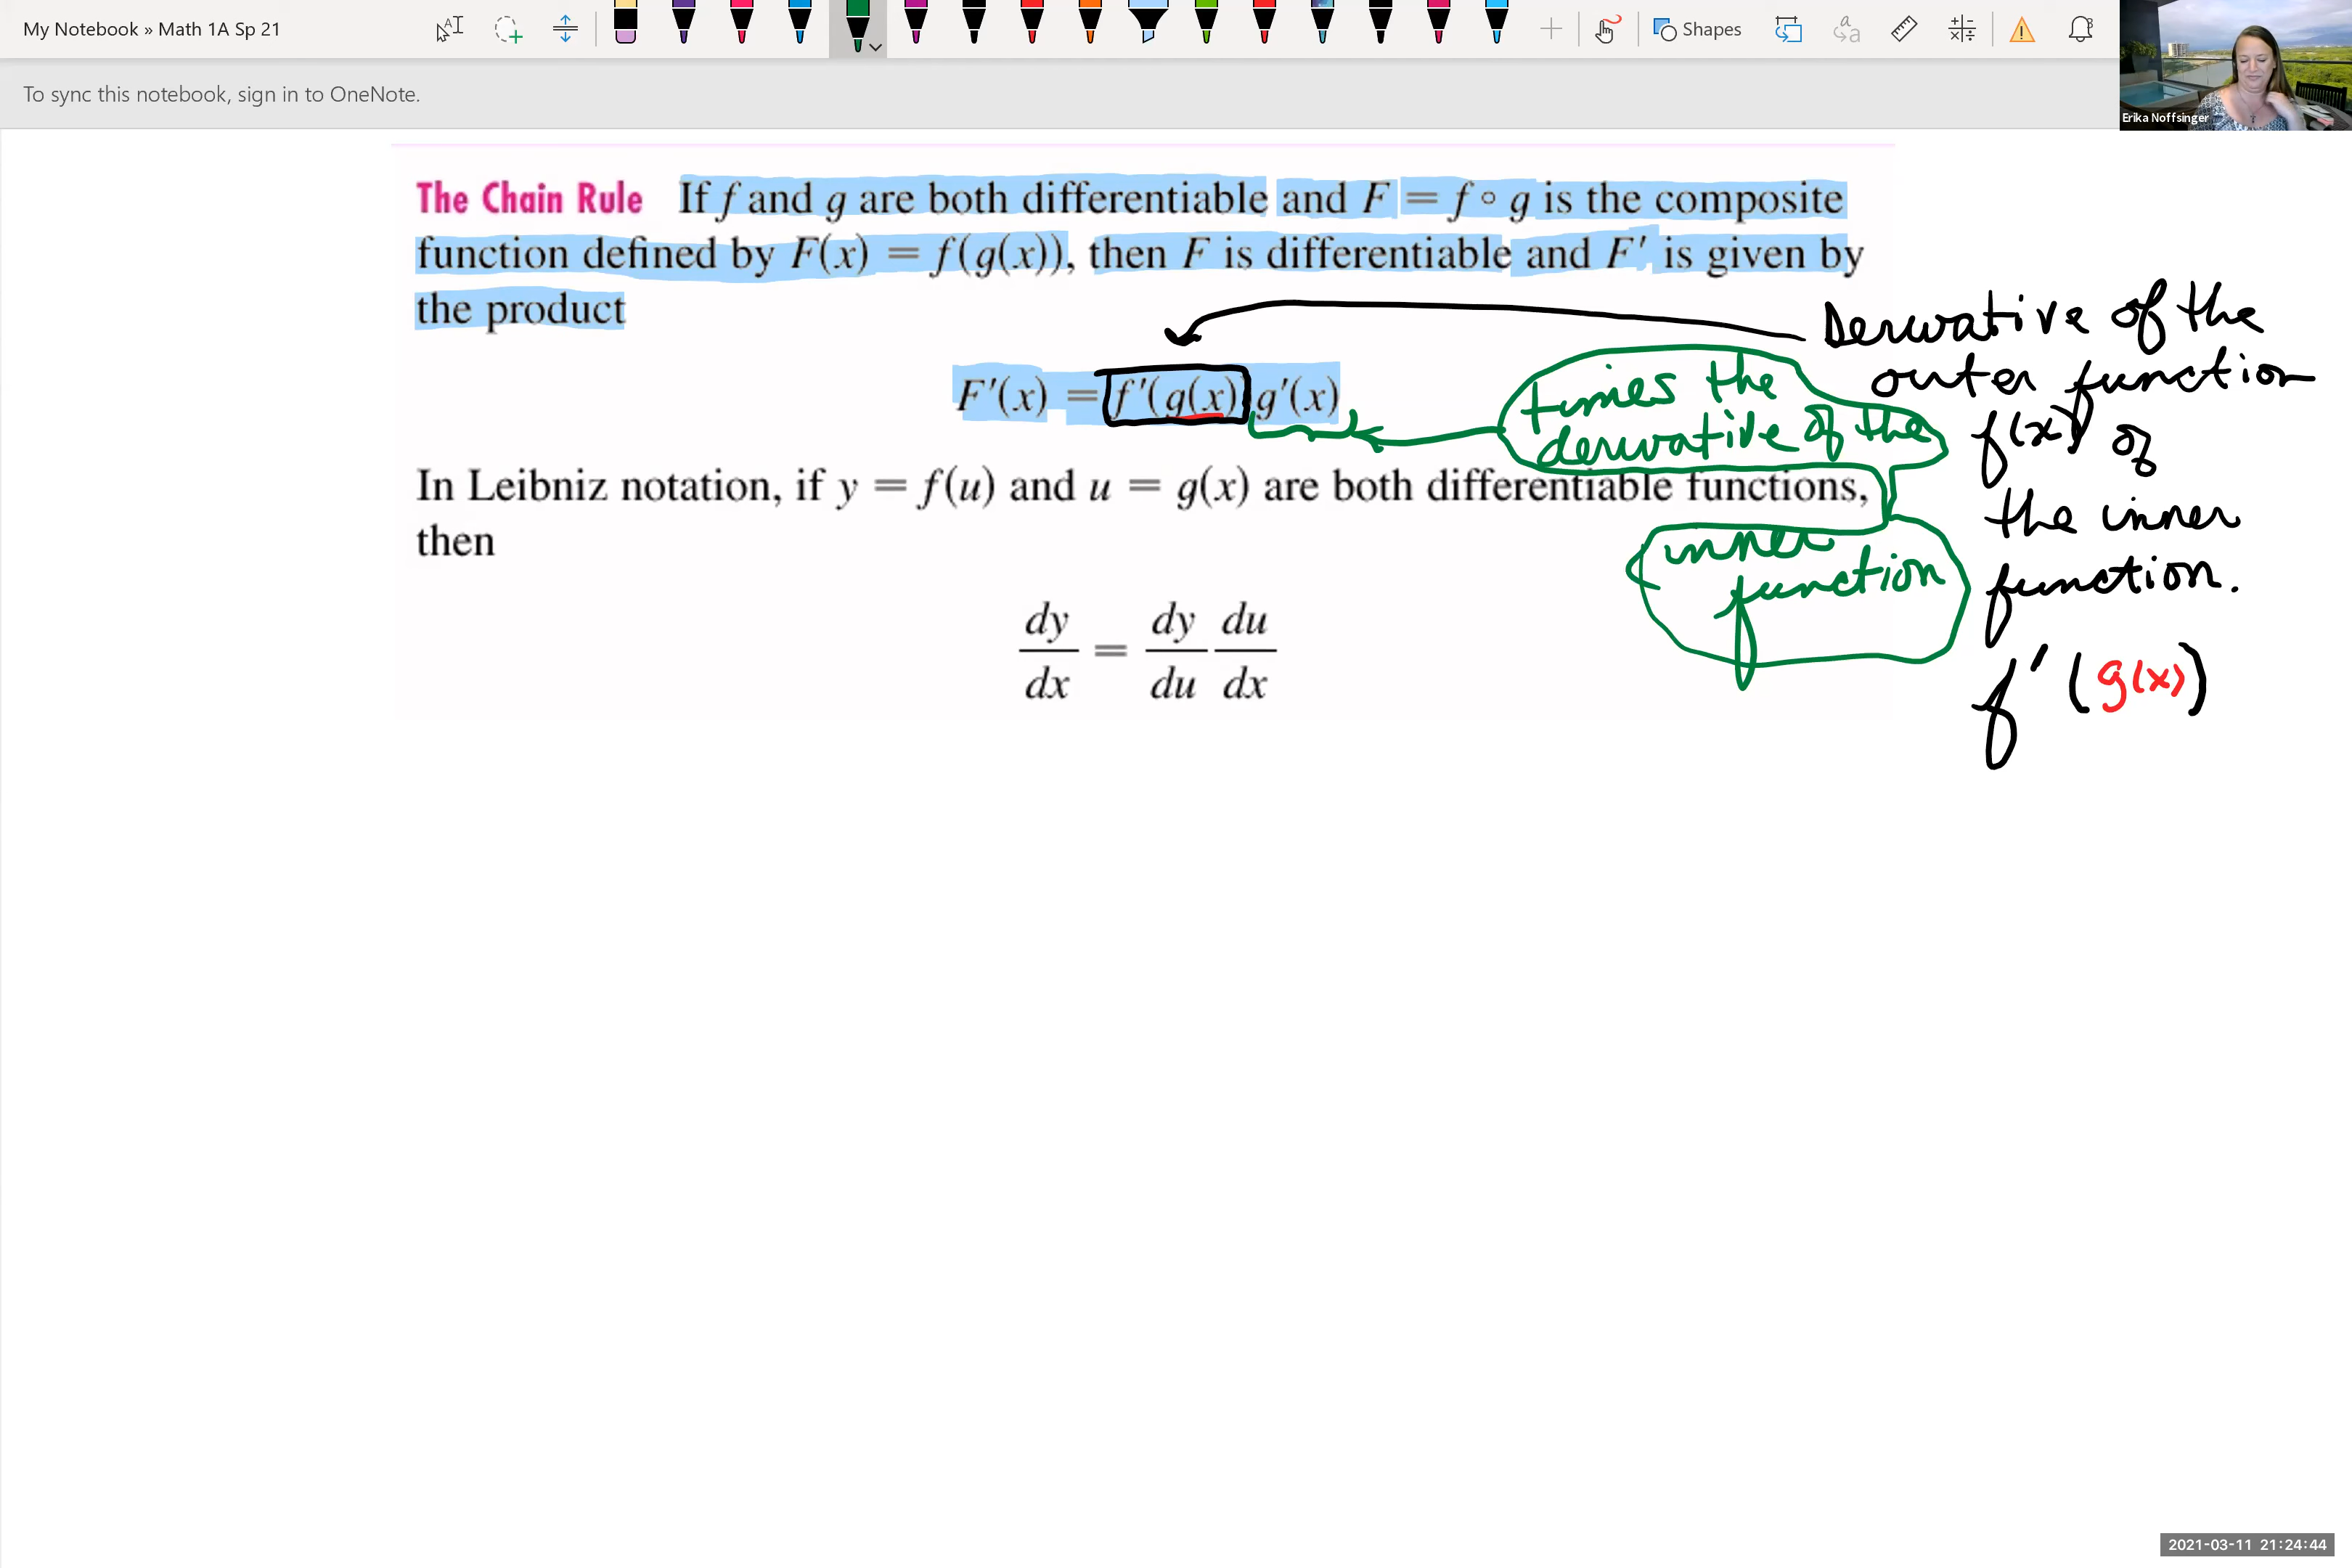 My Notebook » Math 1A Sp 21
Shapes
To sync this notebook, sign in to OneNote.
Erika Noffsinger
The Chain Rule If f and g are both differentiable and F = f ∘ g is the composite
function defined by F(x) = f(g(x)), then F is differentiable and F′ is given by
the product
F′(x) = f′(g(x)) g′(x)
In Leibniz notation, if y = f(u) and u = g(x) are both differentiable functions,
then
dy/dx = dy/du du/dx
Derivative of the
outer function
f(x) of
the inner
function.
f′(g(x))
times the
derivative of the
inner
function
2021-03-11 21:24:44